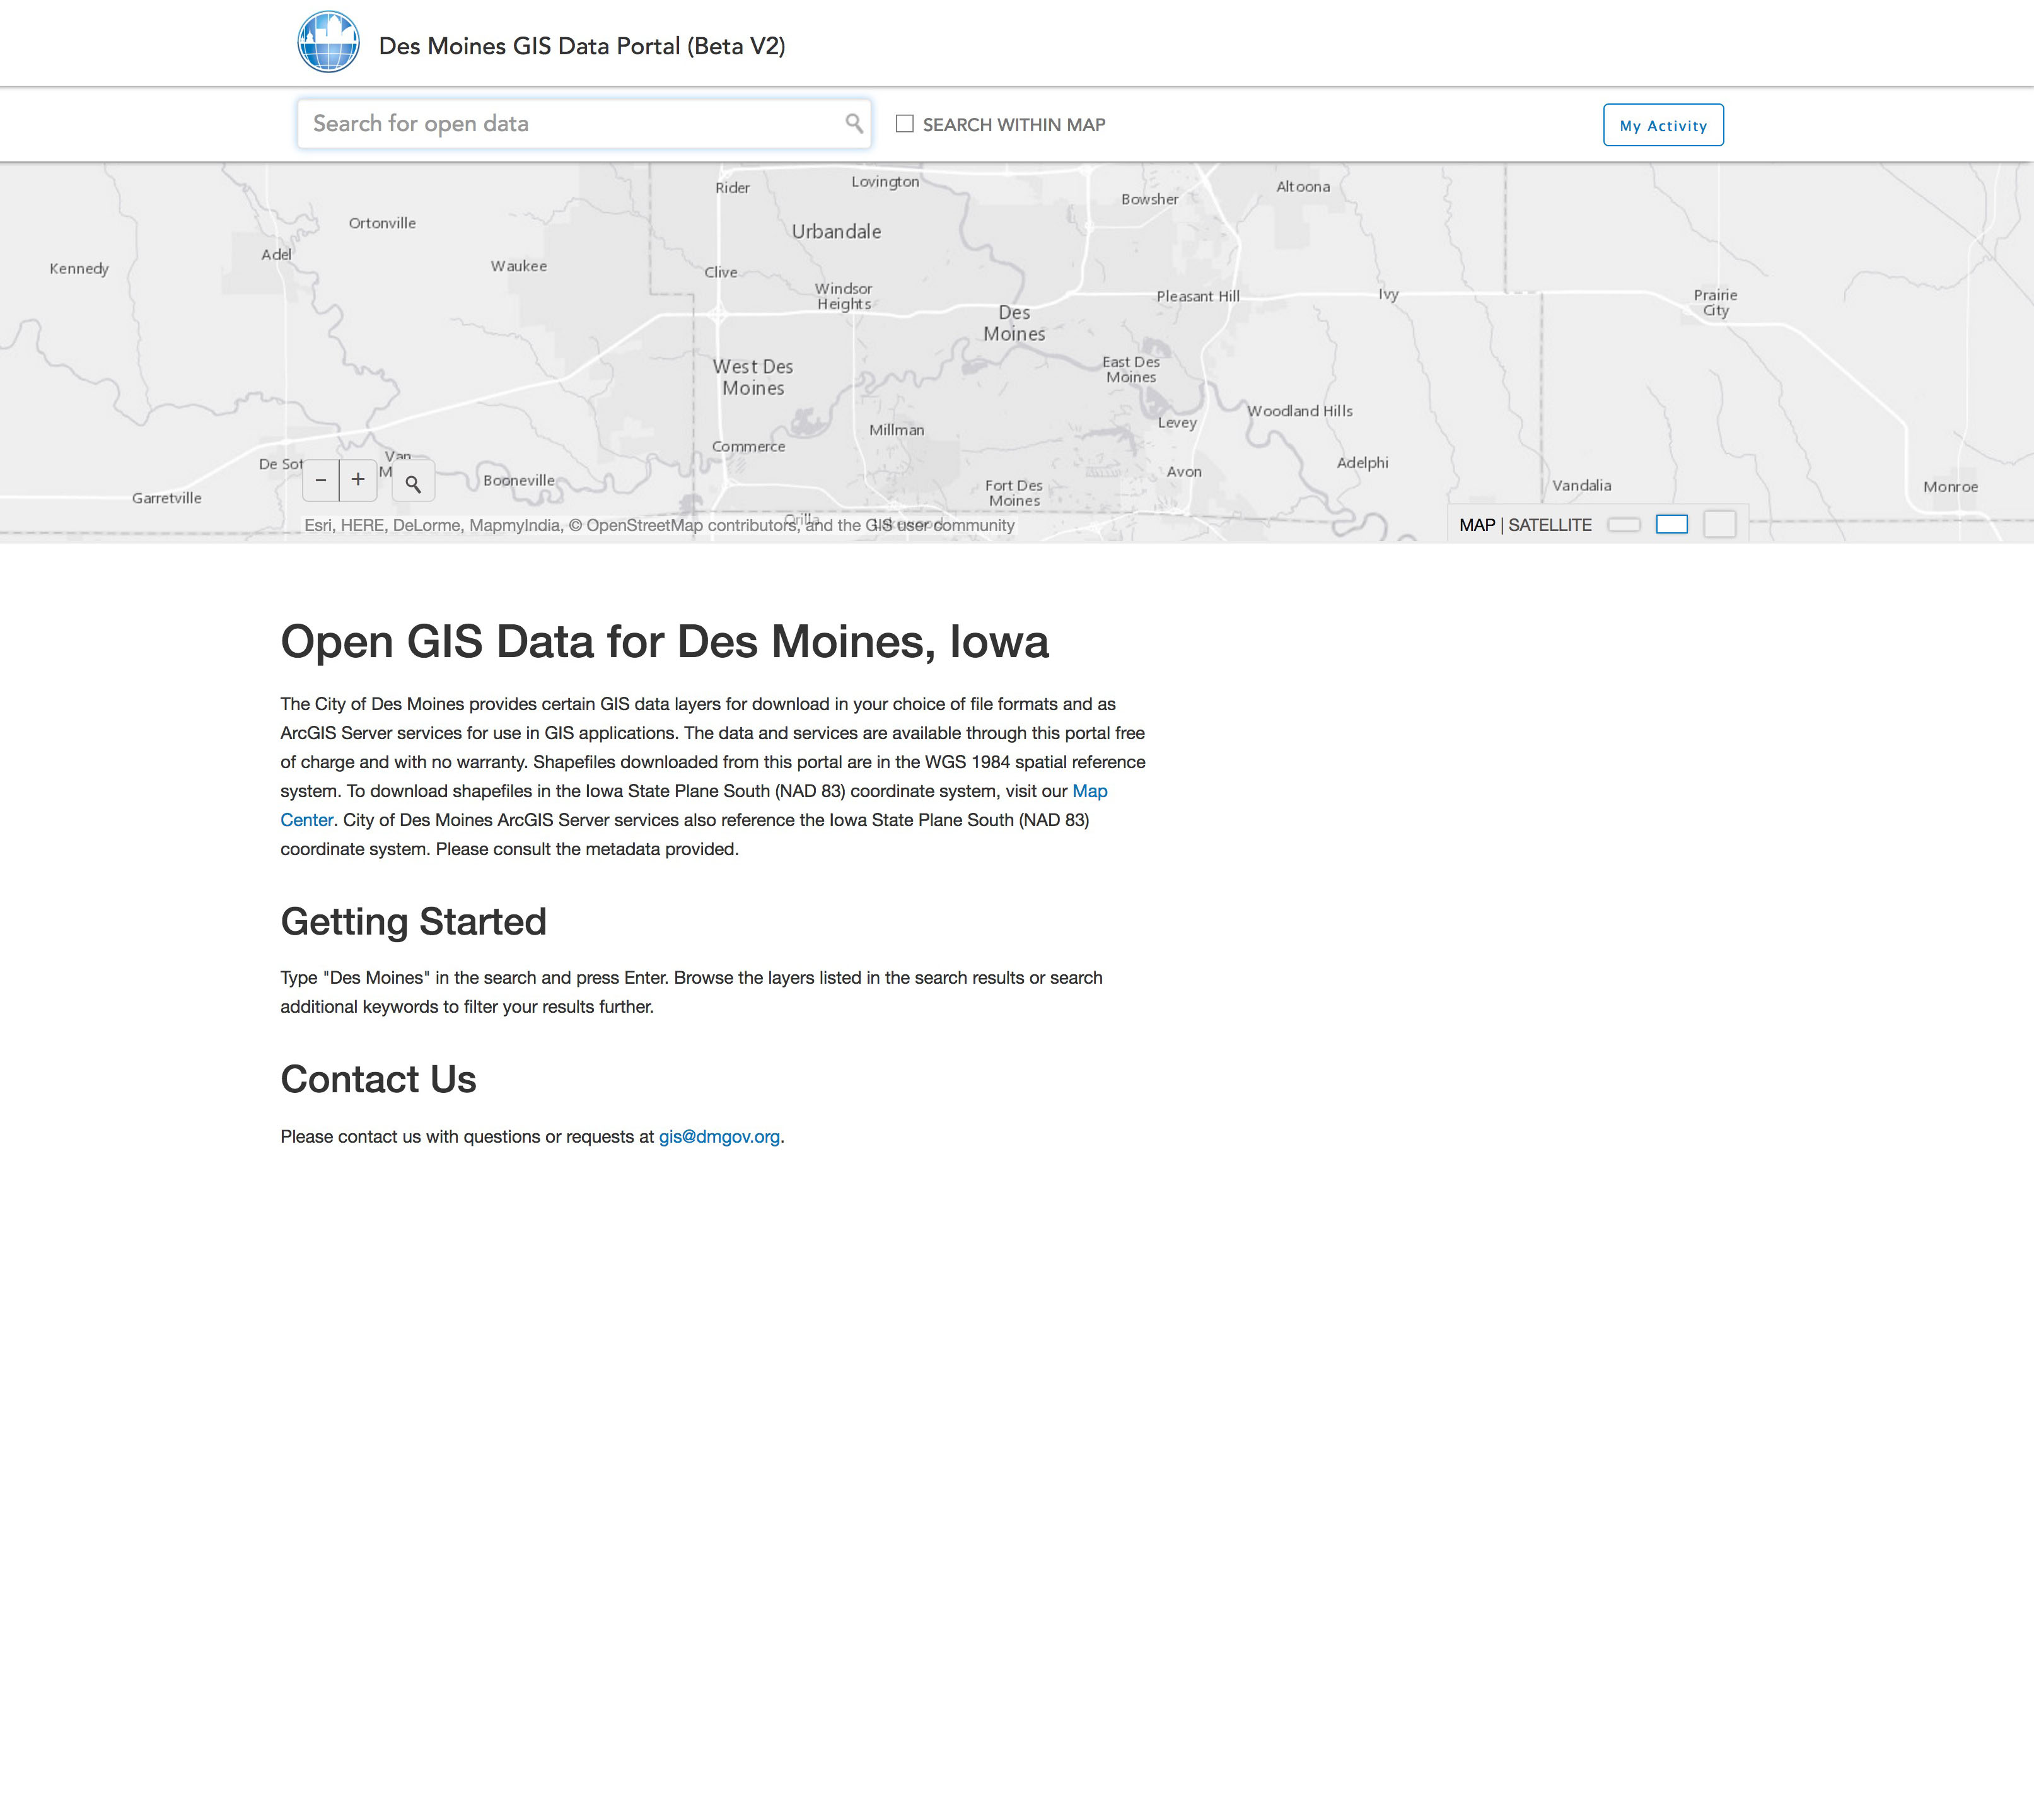 Des Moines GIS Data Portal (Beta V2)
Search for open data
SEARCH WITHIN MAP
My Activity
Rider
Lovington
Bowsher
Altoona
Ortonville
Urbandale
Adel
Kennedy
Waukee
Clive
Windsor
Heights
Pleasant Hill
Ivy
Prairie
City
Des
Moines
West Des
Moines
East Des
Moines
Woodland Hills
Levey
Millman
Commerce
De Sot
Van
M
Booneville
Avon
Adelphi
Garretville
Fort Des
Moines
Vandalia
Monroe
Orilla
Esri, HERE, DeLorme, MapmyIndia, © OpenStreetMap contributors, and the GIS user community
MAP | SATELLITE
Open GIS Data for Des Moines, Iowa
The City of Des Moines provides certain GIS data layers for download in your choice of file formats and as
ArcGIS Server services for use in GIS applications. The data and services are available through this portal free
of charge and with no warranty. Shapefiles downloaded from this portal are in the WGS 1984 spatial reference
system. To download shapefiles in the Iowa State Plane South (NAD 83) coordinate system, visit our Map
Center. City of Des Moines ArcGIS Server services also reference the Iowa State Plane South (NAD 83)
coordinate system. Please consult the metadata provided.
Getting Started
Type "Des Moines" in the search and press Enter. Browse the layers listed in the search results or search
additional keywords to filter your results further.
Contact Us
Please contact us with questions or requests at gis@dmgov.org.